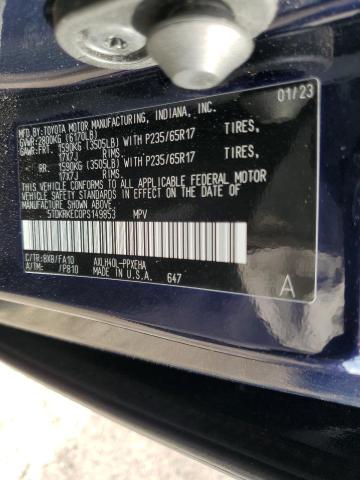 MFD.BY:TOYOTA MOTOR MANUFACTURING, INDIANA, INC. 01/23
GVWR:2800KG (6170LB)
GAWR:FRT. 1590KG (3505LB) WITH P235/65R17 TIRES,
17X7J RIMS.
RR. 1590KG (3505LB) WITH P235/65R17 TIRES,
17X7J RIMS.
THIS VEHICLE CONFORMS TO ALL APPLICABLE FEDERAL MOTOR
VEHICLE SAFETY STANDARDS IN EFFECT ON THE DATE OF
MANUFACTURE SHOWN ABOVE.
5TDKRKEC0PS149853 MPV
C/TR:8X8/FA10 AXLH40L-PPXEHA
A/TM: /P810 MADE IN U.S.A. 647
A